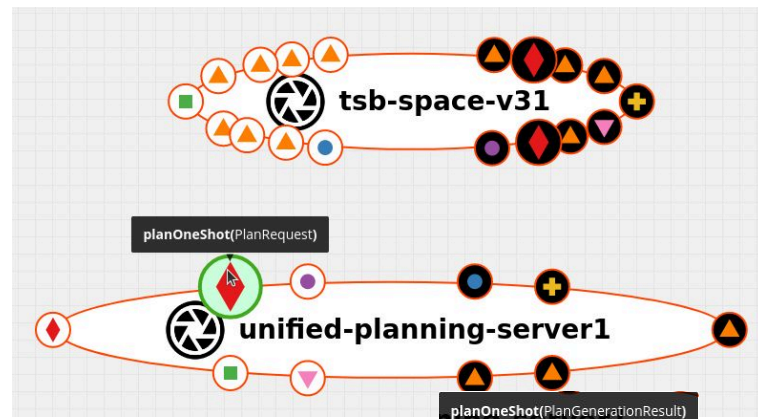 tsb-space-v31
planOneShot(PlanRequest)
unified-planning-server1
planOneShot(PlanGenerationResult)